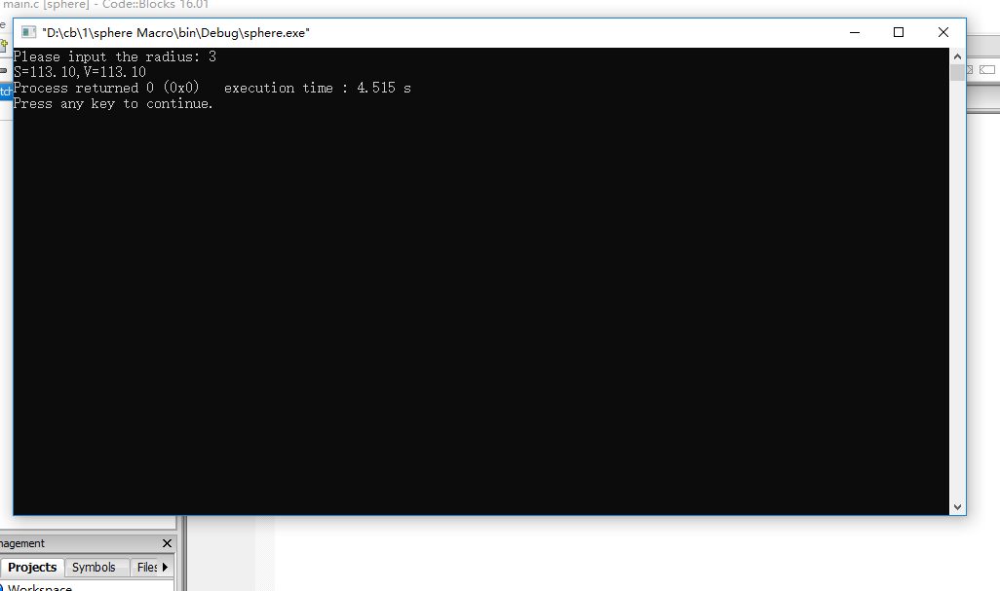 main.c [sphere] - Code::Blocks 16.01
"D:\cb\1\sphere Macro\bin\Debug\sphere.exe"
Please input the radius: 3
S=113.10,V=113.10
Process returned 0 (0x0)   execution time : 4.515 s
Press any key to continue.
nagement
Projects Symbols Files
Workspace